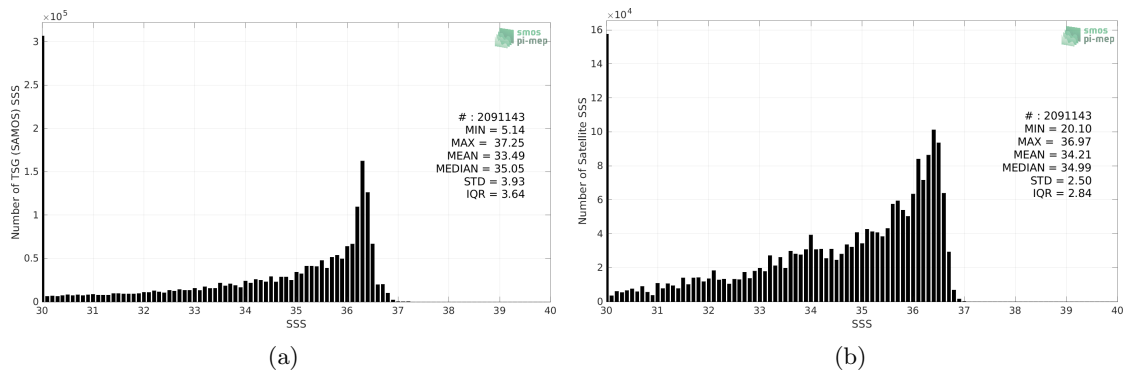 ×10⁵
3
2.5
2
1.5
1
0.5
0
30 31 32 33 34 35 36 37 38 39 40
SSS
Number of TSG (SAMOS) SSS
smos
pi-mep
# : 2091143
MIN = 5.14
MAX = 37.25
MEAN = 33.49
MEDIAN = 35.05
STD = 3.93
IQR = 3.64
(a)
×10⁴
16
14
12
10
8
6
4
2
0
30 31 32 33 34 35 36 37 38 39 40
SSS
Number of Satellite SSS
smos
pi-mep
# : 2091143
MIN = 20.10
MAX = 36.97
MEAN = 34.21
MEDIAN = 34.99
STD = 2.50
IQR = 2.84
(b)